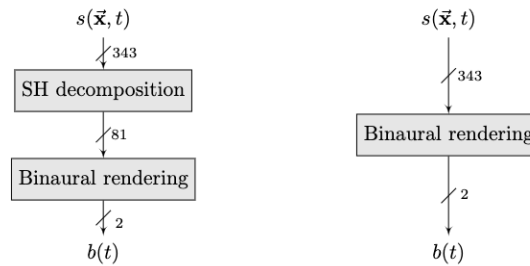 s(x⃗, t)
343
SH decomposition
81
Binaural rendering
2
b(t)
s(x⃗, t)
343
Binaural rendering
2
b(t)